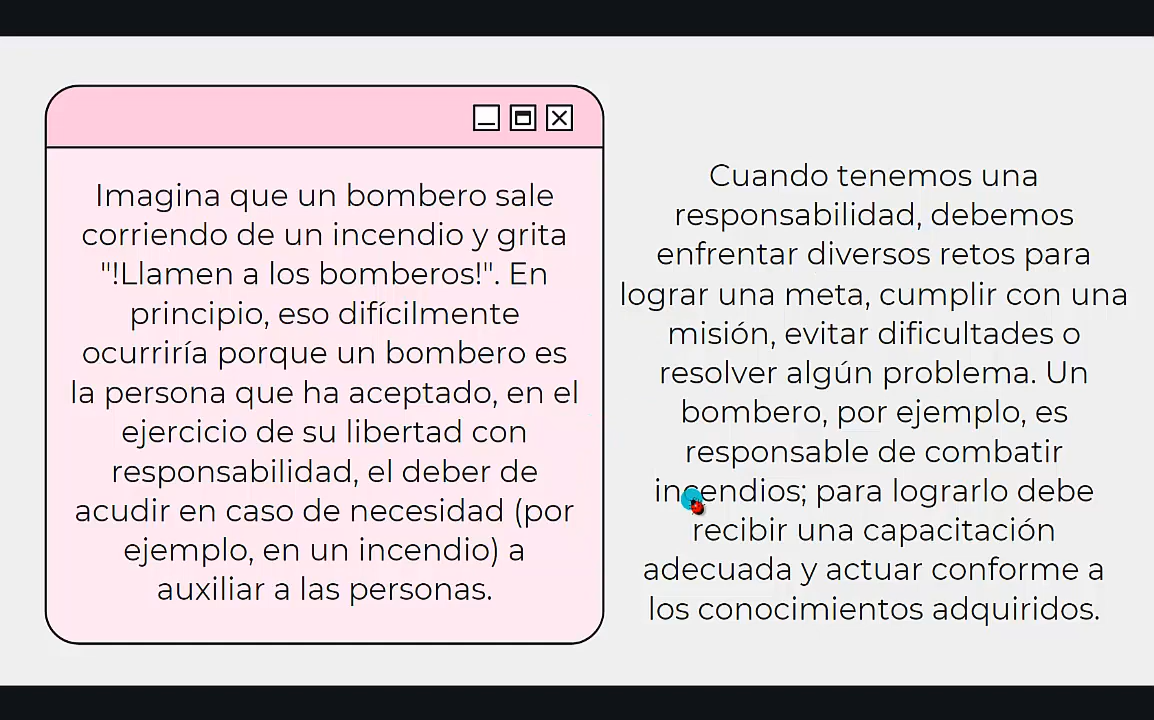 Imagina que un bombero sale
corriendo de un incendio y grita
"!Llamen a los bomberos!". En
principio, eso difícilmente
ocurriría porque un bombero es
la persona que ha aceptado, en el
ejercicio de su libertad con
responsabilidad, el deber de
acudir en caso de necesidad (por
ejemplo, en un incendio) a
auxiliar a las personas.
Cuando tenemos una
responsabilidad, debemos
enfrentar diversos retos para
lograr una meta, cumplir con una
misión, evitar dificultades o
resolver algún problema. Un
bombero, por ejemplo, es
responsable de combatir
incendios; para lograrlo debe
recibir una capacitación
adecuada y actuar conforme a
los conocimientos adquiridos.